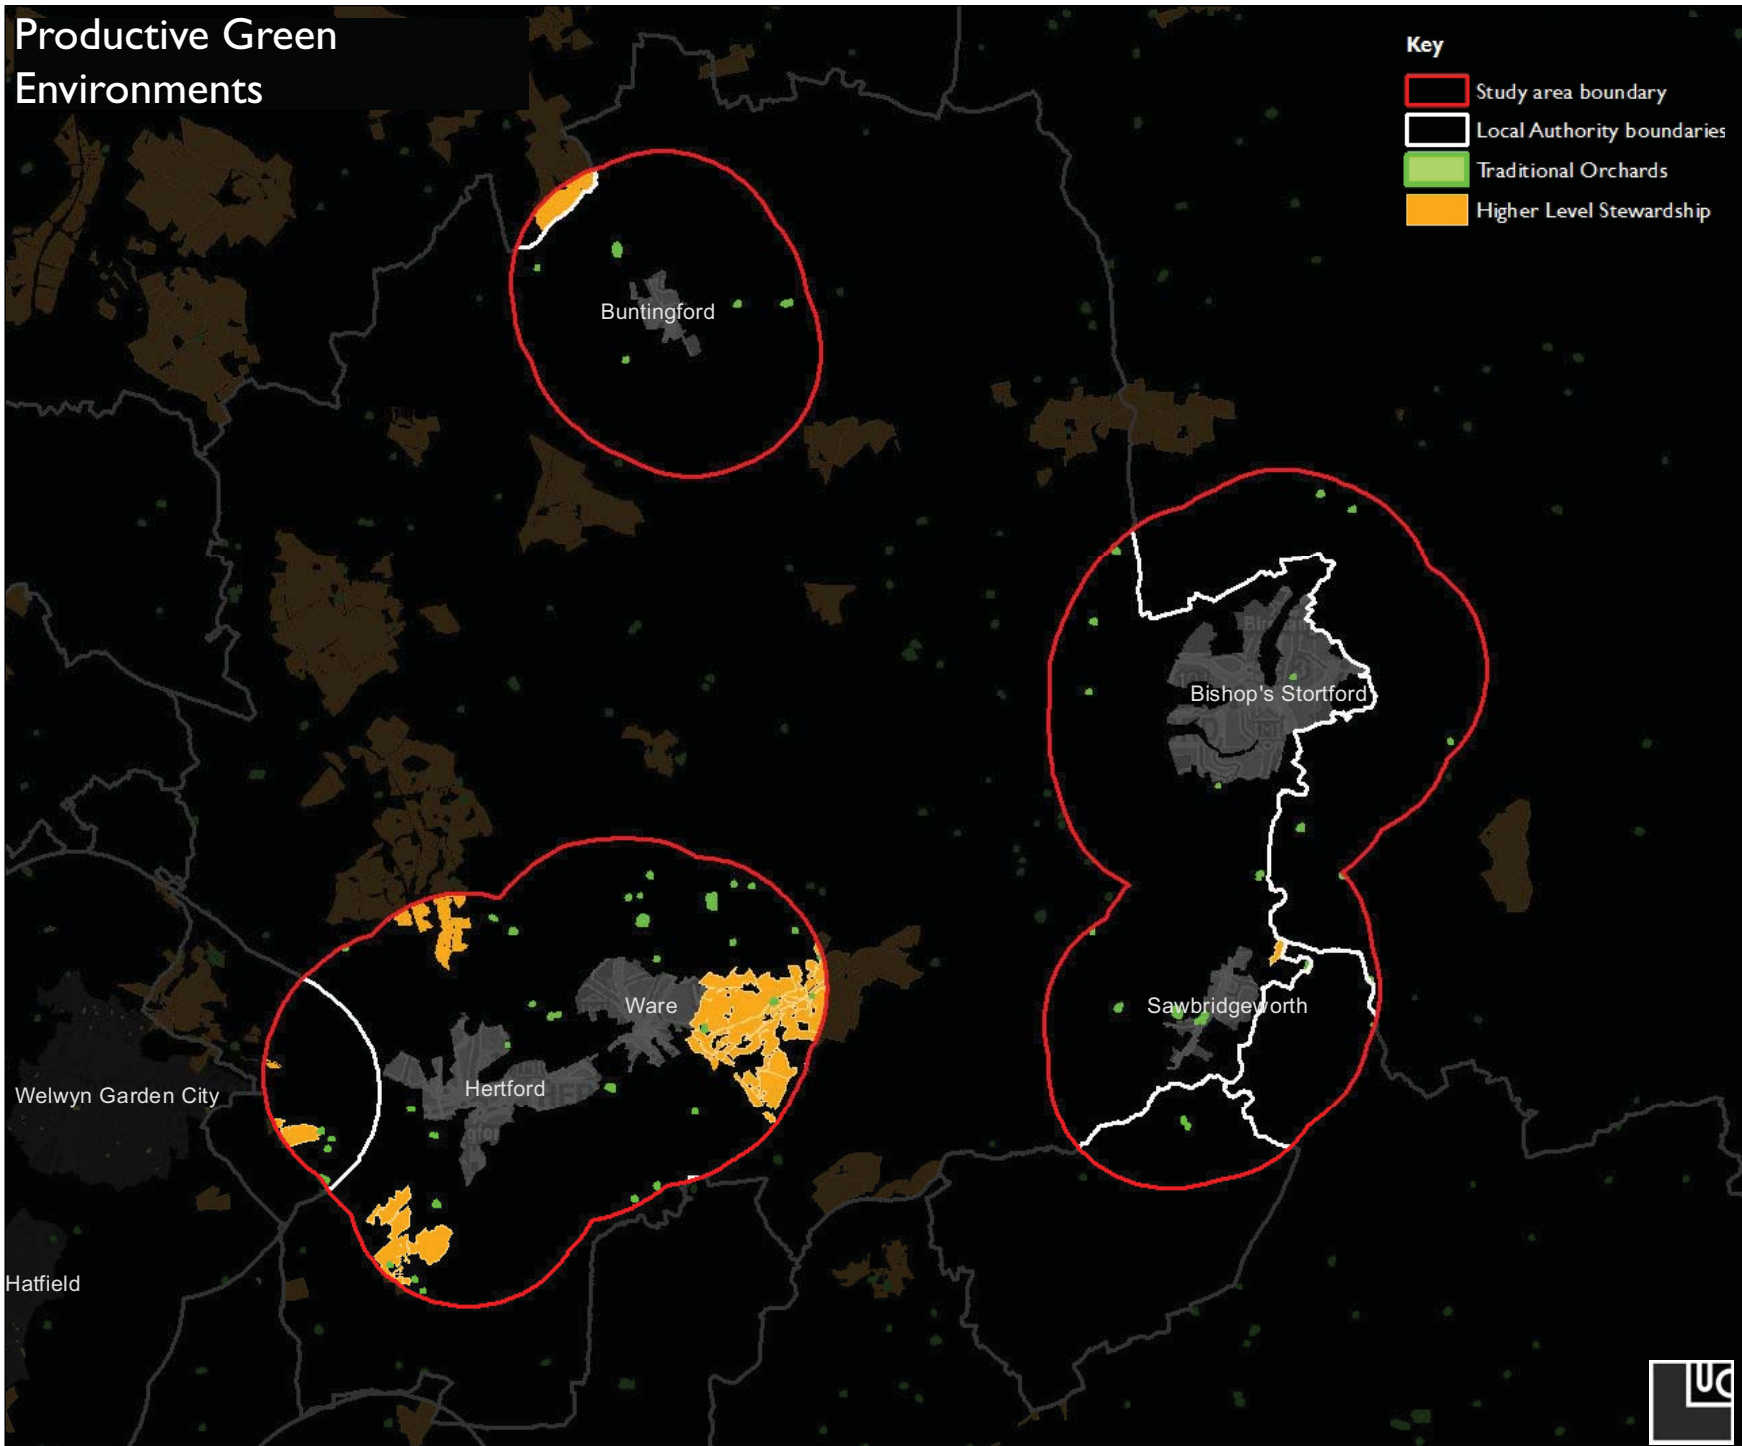 Productive Green
Environments
Key
Study area boundary
Local Authority boundaries
Traditional Orchards
Higher Level Stewardship
Buntingford
Bishop's Stortford
Ware
Sawbridgeworth
Hertford
Welwyn Garden City
Hatfield